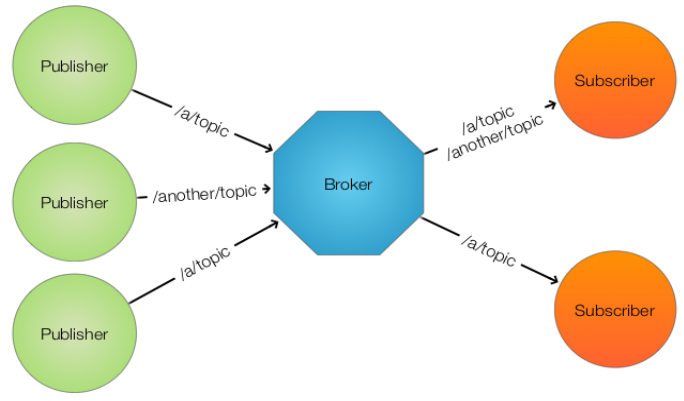 Publisher
/a/topic
Publisher
/another/topic
Publisher
/a/topic
Broker
/a/topic
/another/topic
Subscriber
/a/topic
Subscriber